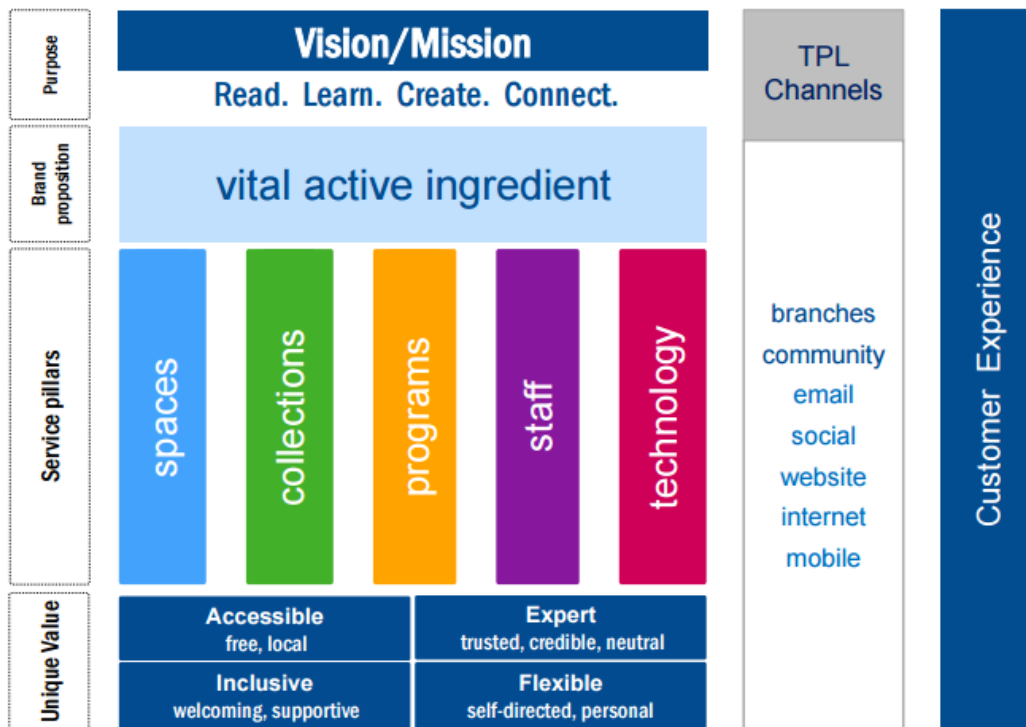 Purpose
Vision/Mission
Read. Learn. Create. Connect.
Brand
proposition
vital active ingredient
Service pillars
spaces
collections
programs
staff
technology
Unique Value
Accessible
free, local
Expert
trusted, credible, neutral
Inclusive
welcoming, supportive
Flexible
self-directed, personal
TPL
Channels
branches
community
email
social
website
internet
mobile
Customer Experience